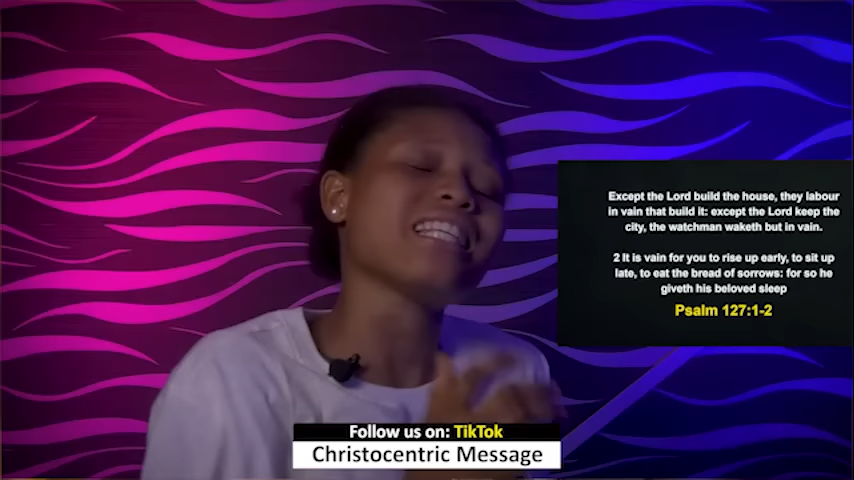 Except the Lord build the house, they labour
in vain that build it: except the Lord keep the
city, the watchman waketh but in vain.
2 It is vain for you to rise up early, to sit up
late, to eat the bread of sorrows: for so he
giveth his beloved sleep
Psalm 127:1-2
Follow us on: TikTok
Christocentric Message